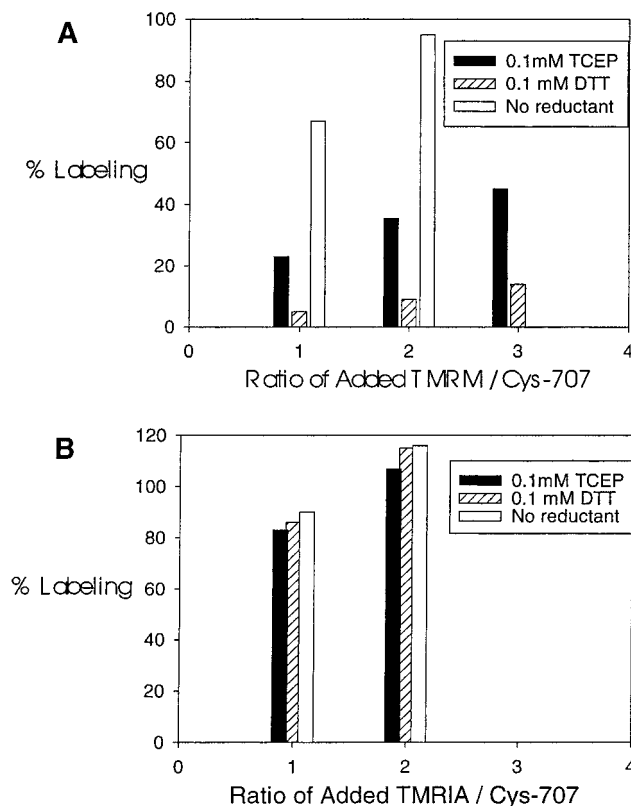 A
100
80
60
40
20
0
% Labeling
0.1mM TCEP
0.1 mM DTT
No reductant
0 1 2 3 4
Ratio of Added TMRM / Cys-707
B
120
100
80
60
40
20
0
% Labeling
0.1mM TCEP
0.1 mM DTT
No reductant
0 1 2 3 4
Ratio of Added TMRIA / Cys-707